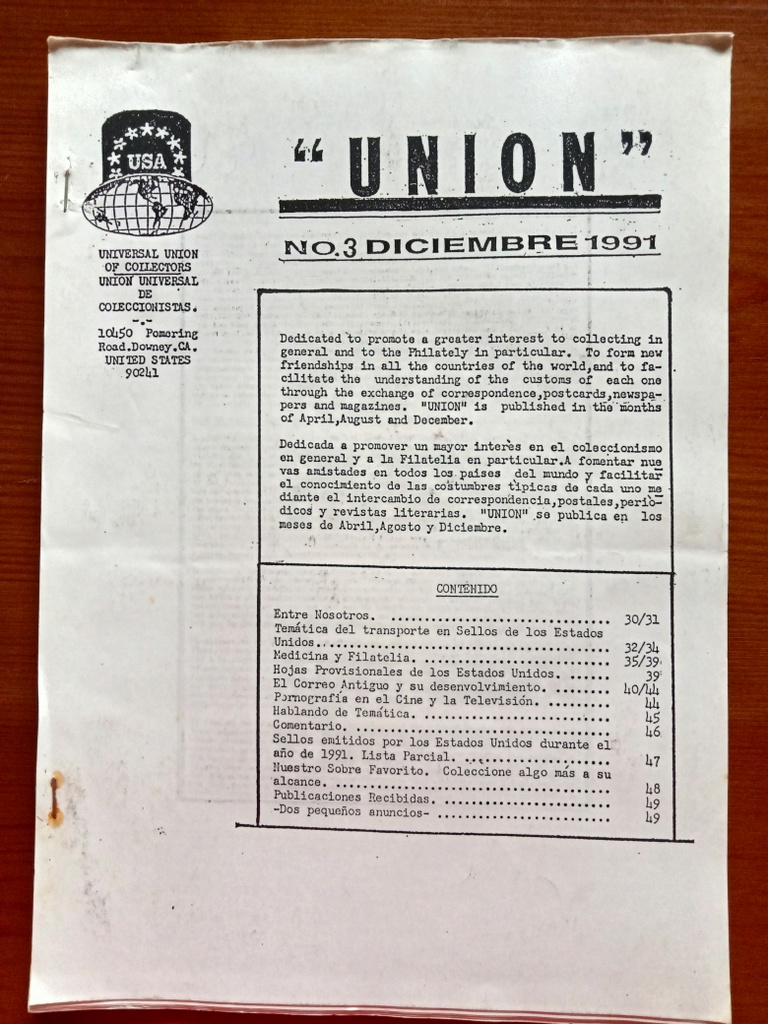 USA
UNIVERSAL UNION
OF COLLECTORS
UNION UNIVERSAL
DE
COLECCIONISTAS.
-.-
10450 Pomering
Road.Downey.CA.
UNITED STATES
90241
“UNION”
NO.3 DICIEMBRE 1991
Dedicated to promote a greater interest to collecting in
general and to the Philately in particular. To form new
friendships in all the countries of the world,and to fa-
cilitate the understanding of the customs of each one
through the exchange of correspondence,postcards,newspa-
pers and magazines. "UNION" is published in the months
of April,August and December.
Dedicada a promover un mayor interès en el coleccionismo
en general y a la Filatelia en particular.A fomentar nue
vas amistades en todos los paises del mundo y facilitar
el conocimiento de las costumbres tipicas de cada uno me
diante el intercambio de correspondencia,postales,perió-
dicos y revistas literarias. "UNION" se publica en los
meses de Abril,Agosto y Diciembre.
CONTENIDO
Entre Nosotros. ................................. 30/31
Temática del transporte en Sellos de los Estados
Unidos........................................... 32/34
Medicina y Filatelia. ........................... 35/39
Hojas Provisionales de los Estados Unidos. ....... 39
El Correo Antiguo y su desenvolvimiento. ........ 40/44
Pornografía en el Cine y la Televisión. ......... 44
Hablando de Temática. ........................... 45
Comentario. ..................................... 46
Sellos emitidos por los Estados Unidos durante el
año de 1991. Lista Parcial. ..................... 47
Nuestro Sobre Favorito. Coleccione algo más a su
alcance. ........................................ 48
Publicaciones Recibidas. ........................ 49
-Dos pequeños anuncios- ......................... 49